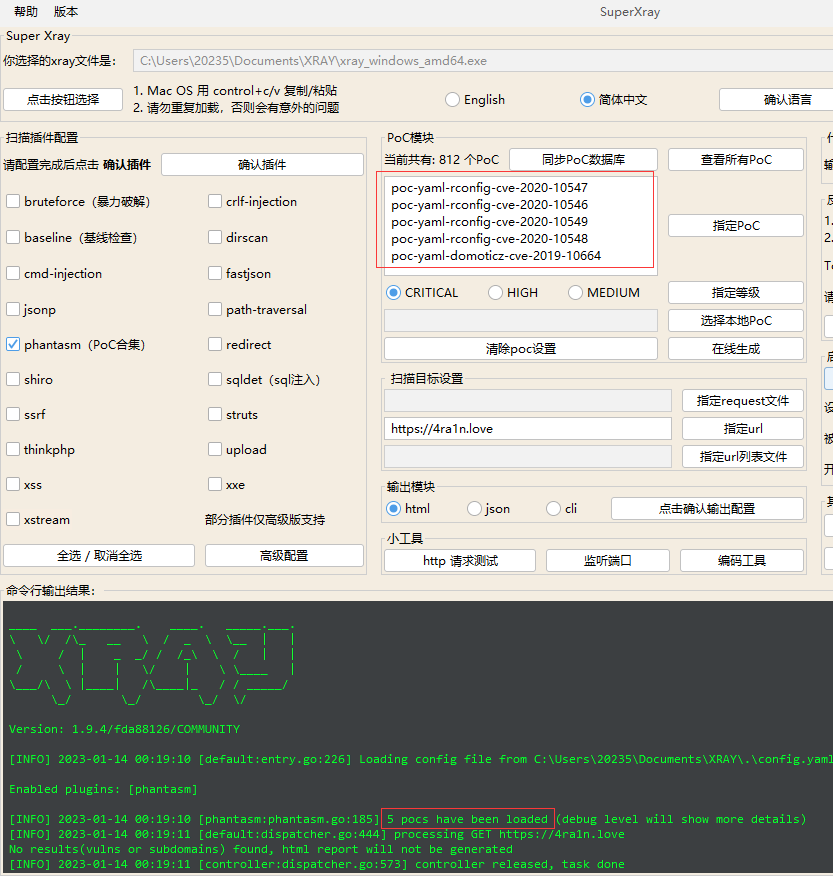 帮助 版本 SuperXray
Super Xray
你选择的xray文件是: C:\Users\20235\Documents\XRAY\xray_windows_amd64.exe
点击按钮选择
1. Mac OS 用 control+c/v 复制/粘贴
2. 请勿重复加载，否则会有意外的问题
English 简体中文 确认语言
扫描插件配置
请配置完成后点击 确认插件 确认插件
bruteforce（暴力破解） crlf-injection
baseline（基线检查） dirscan
cmd-injection fastjson
jsonp path-traversal
phantasm（PoC合集） redirect
shiro sqldet（sql注入）
ssrf struts
thinkphp upload
xss xxe
xstream 部分插件仅高级版支持
全选 / 取消全选 高级配置
PoC模块
当前共有: 812 个PoC 同步PoC数据库 查看所有PoC
poc-yaml-rconfig-cve-2020-10547
poc-yaml-rconfig-cve-2020-10546
poc-yaml-rconfig-cve-2020-10549
poc-yaml-rconfig-cve-2020-10548
poc-yaml-domoticz-cve-2019-10664
指定PoC
CRITICAL HIGH MEDIUM 指定等级
选择本地PoC
清除poc设置 在线生成
扫描目标设置
指定request文件
https://4ra1n.love 指定url
指定url列表文件
输出模块
html json cli 点击确认输出配置
小工具
http 请求测试 监听端口 编码工具
1.
2.
命令行输出结果:
XRAY
Version: 1.9.4/fda88126/COMMUNITY
[INFO] 2023-01-14 00:19:10 [default:entry.go:226] Loading config file from C:\Users\20235\Documents\XRAY\.\config.yaml
Enabled plugins: [phantasm]
[INFO] 2023-01-14 00:19:10 [phantasm:phantasm.go:185] 5 pocs have been loaded (debug level will show more details)
[INFO] 2023-01-14 00:19:11 [default:dispatcher.go:444] processing GET https://4ra1n.love
No results(vulns or subdomains) found, html report will not be generated
[INFO] 2023-01-14 00:19:11 [controller:dispatcher.go:573] controller released, task done